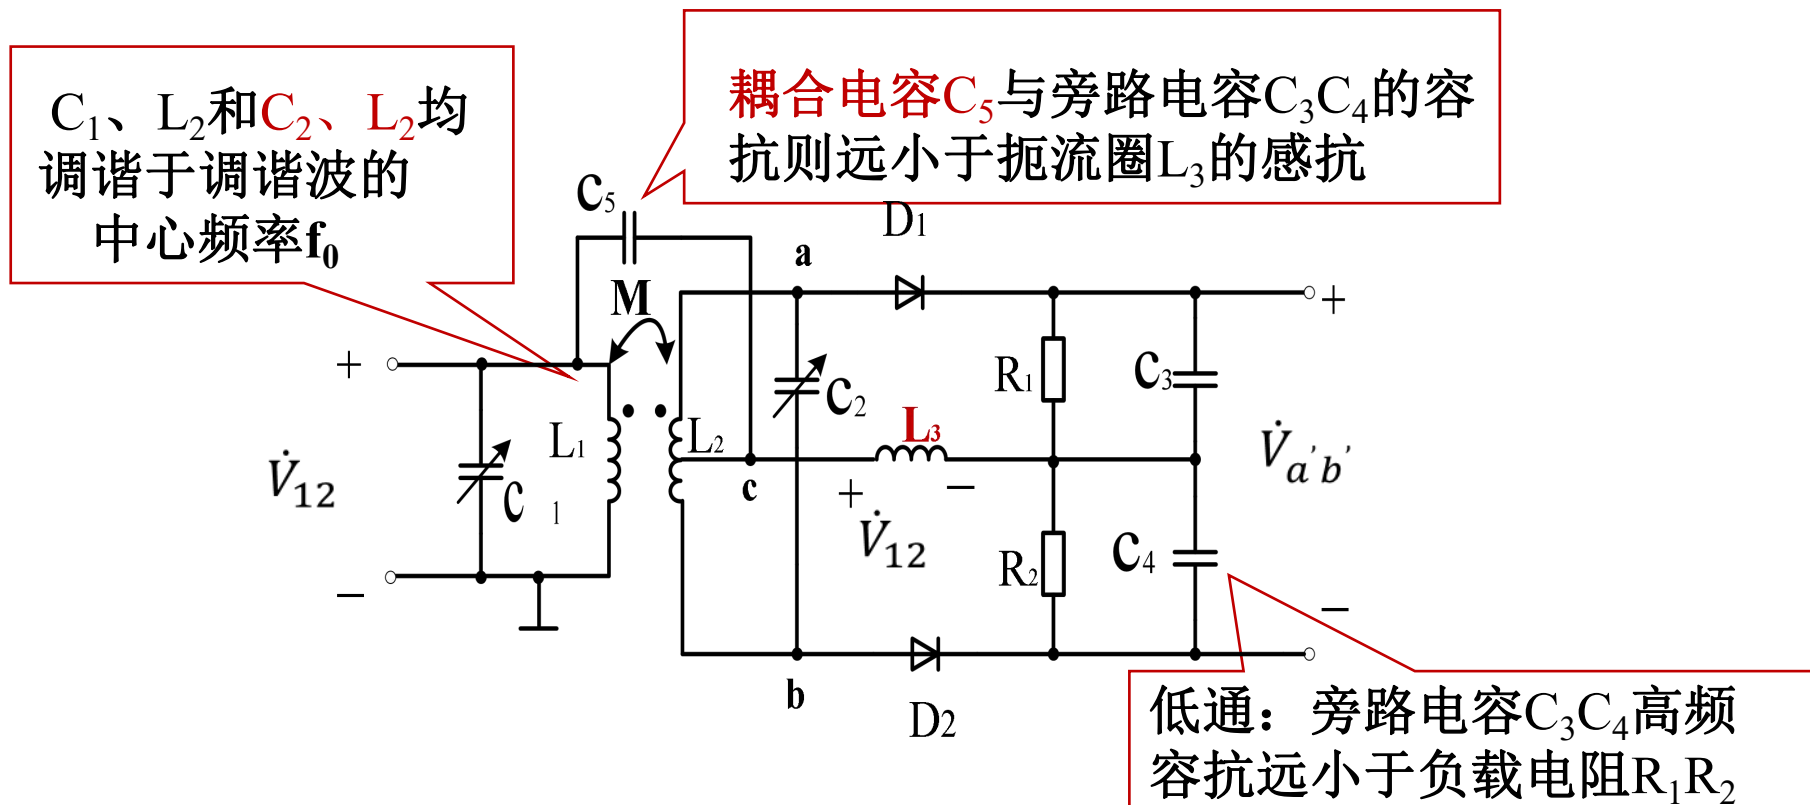 C₁、L₂和C₂、L₂均
调谐于调谐波的
中心频率f₀
耦合电容C₅与旁路电容C₃C₄的容
抗则远小于扼流圈L₃的感抗
C₅
D1
a
M
+
+
R₁
C₃
C₂
L₃
L₁
L₂
V̇₁₂
C 1
c
+
−
V̇a'b'
V̇₁₂
R₂
C₄
−
−
b
D2
低通：旁路电容C₃C₄高频
容抗远小于负载电阻R₁R₂